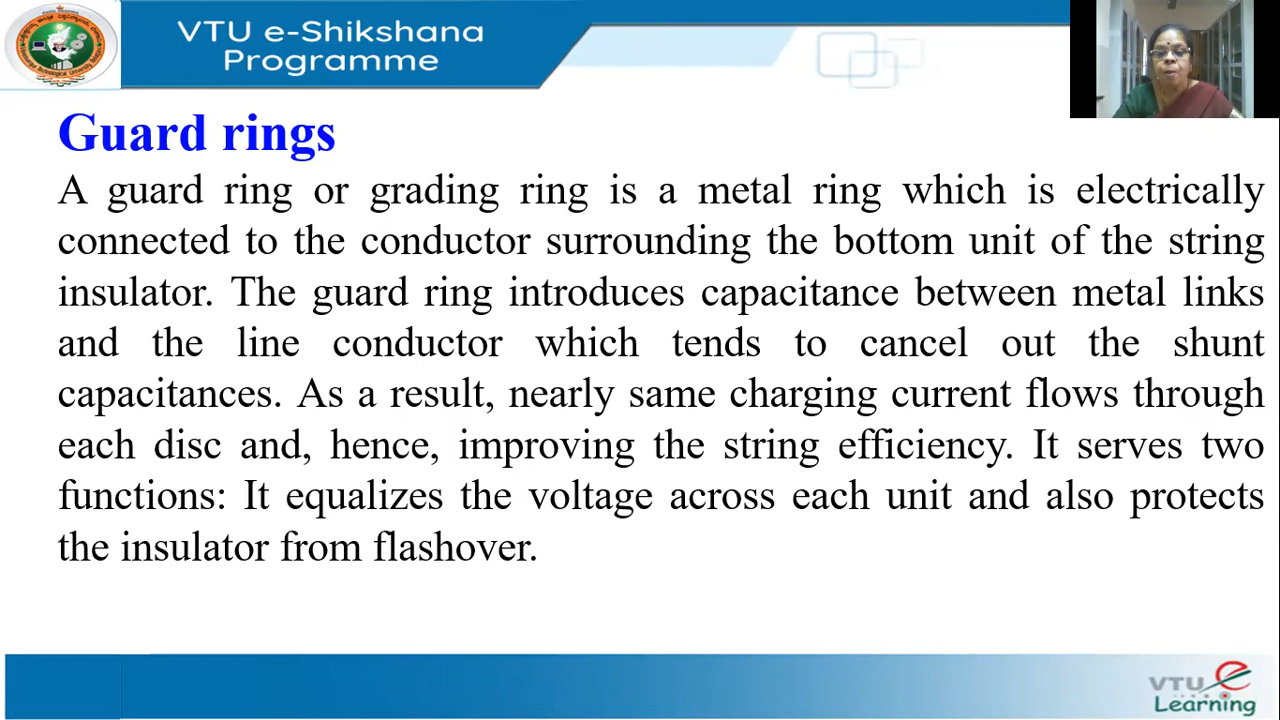 VTU e-Shikshana
Programme
Guard rings
A guard ring or grading ring is a metal ring which is electrically
connected to the conductor surrounding the bottom unit of the string
insulator. The guard ring introduces capacitance between metal links
and the line conductor which tends to cancel out the shunt
capacitances. As a result, nearly same charging current flows through
each disc and, hence, improving the string efficiency. It serves two
functions: It equalizes the voltage across each unit and also protects
the insulator from flashover.
VTU e
Learning